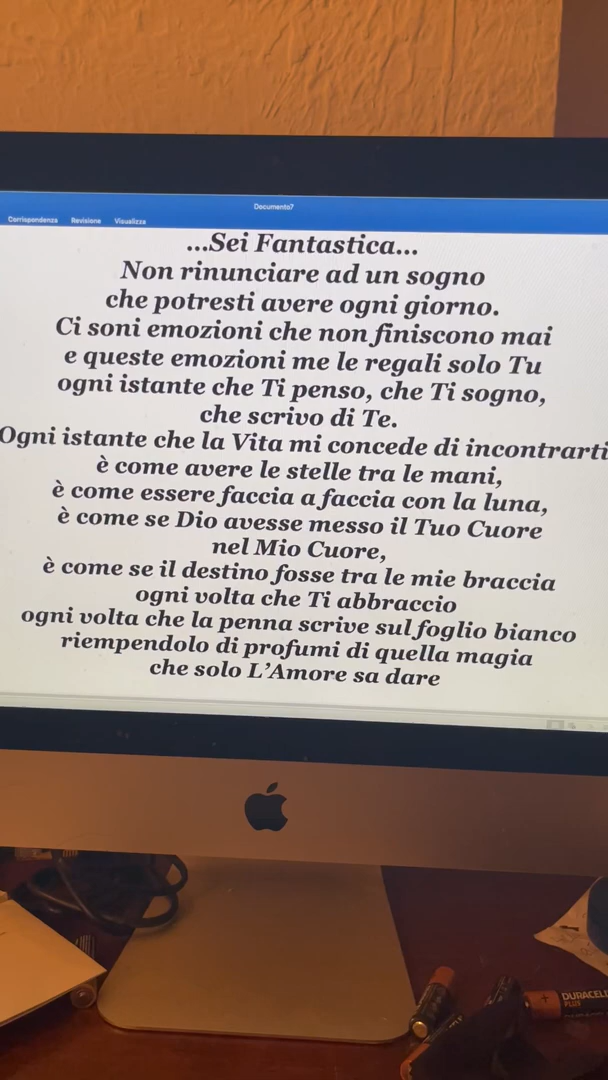 Documento7
Corrispondenza Revisione Visualizza
...Sei Fantastica...
Non rinunciare ad un sogno
che potresti avere ogni giorno.
Ci soni emozioni che non finiscono mai
e queste emozioni me le regali solo Tu
ogni istante che Ti penso, che Ti sogno,
che scrivo di Te.
Ogni istante che la Vita mi concede di incontrarti
è come avere le stelle tra le mani,
è come essere faccia a faccia con la luna,
è come se Dio avesse messo il Tuo Cuore
nel Mio Cuore,
è come se il destino fosse tra le mie braccia
ogni volta che Ti abbraccio
ogni volta che la penna scrive sul foglio bianco
riempendolo di profumi di quella magia
che solo L'Amore sa dare
DURACELL
PLUS